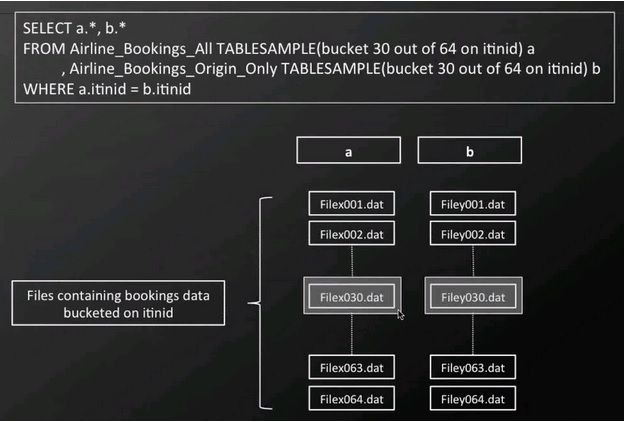 SELECT a.*, b.*
FROM Airline_Bookings_All TABLESAMPLE(bucket 30 out of 64 on itinid) a
, Airline_Bookings_Origin_Only TABLESAMPLE(bucket 30 out of 64 on itinid) b
WHERE a.itinid = b.itinid
a b
Filex001.dat Filey001.dat
Filex002.dat Filey002.dat
Files containing bookings data
bucketed on itinid
Filex030.dat Filey030.dat
Filex063.dat Filey063.dat
Filex064.dat Filey064.dat